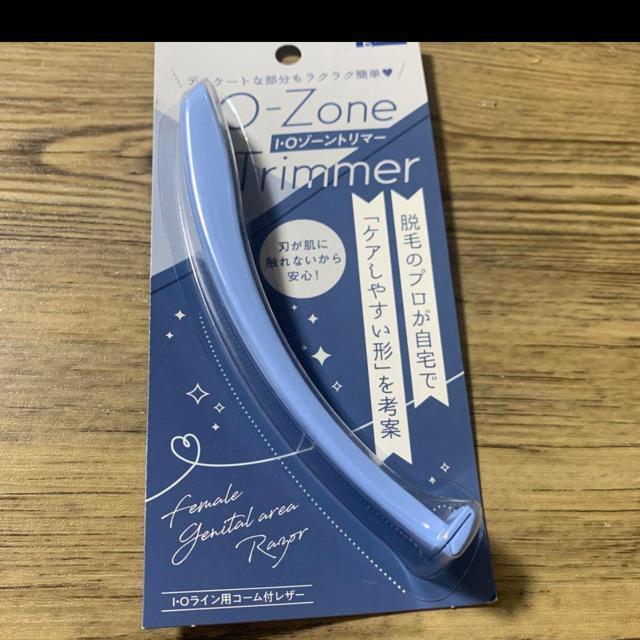 デリケートな部分もラクラク簡単♥
O-Zone
I・Oゾーントリマー
Trimmer
刃が肌に
触れないから
安心!
脱毛のプロが自宅で
「ケアしやすい形」を考案
Female
Genital area
Razor
I・Oライン用コーム付レザー